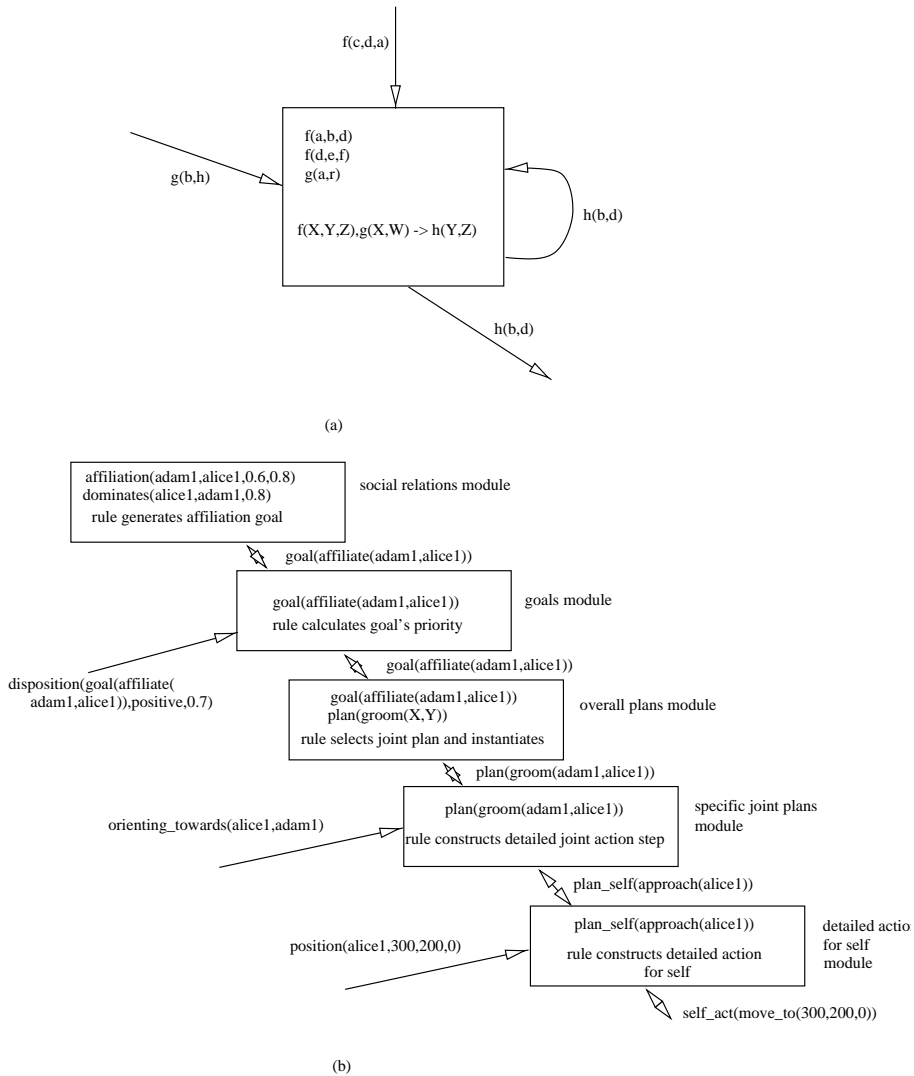 f(c,d,a)
f(a,b,d)
f(d,e,f)
g(a,r)
g(b,h)
f(X,Y,Z),g(X,W) -> h(Y,Z)
h(b,d)
h(b,d)
(a)
affiliation(adam1,alice1,0.6,0.8)
dominates(alice1,adam1,0.8)
rule generates affiliation goal
social relations module
goal(affiliate(adam1,alice1))
goal(affiliate(adam1,alice1))
rule calculates goal's priority
goals module
disposition(goal(affiliate(
adam1,alice1)),positive,0.7)
goal(affiliate(adam1,alice1))
goal(affiliate(adam1,alice1))
plan(groom(X,Y))
rule selects joint plan and instantiates
overall plans module
plan(groom(adam1,alice1))
plan(groom(adam1,alice1))
rule constructs detailed joint action step
specific joint plans
module
orienting_towards(alice1,adam1)
plan_self(approach(alice1))
plan_self(approach(alice1))
rule constructs detailed action
for self
detailed actio
for self
module
position(alice1,300,200,0)
self_act(move_to(300,200,0))
(b)